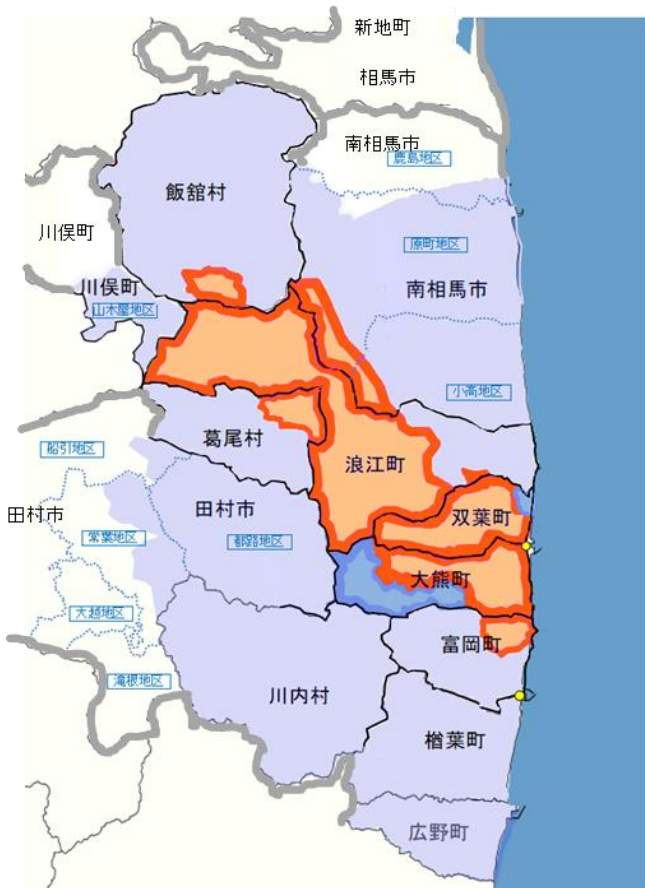 新地町
相馬市
南相馬市
鹿島地区
飯舘村
川俣町
原町地区
川俣町
南相馬市
山木屋地区
小高地区
葛尾村
船引地区
浪江町
田村市
田村市
双葉町
常葉地区
都路地区
大熊町
大越地区
富岡町
滝根地区
川内村
楢葉町
広野町